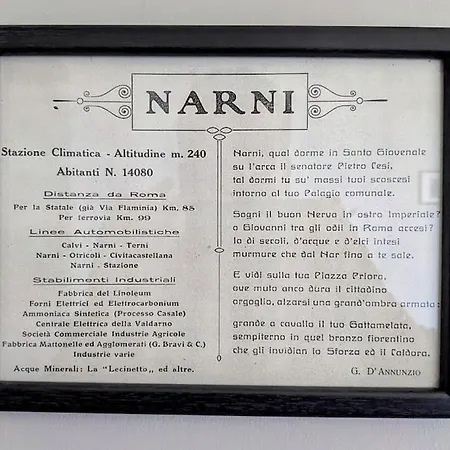 NARNI
Stazione Climatica - Altitudine m. 240
Abitanti N. 14080
Distanza da Roma
Per la Statale (già Via Flaminia) Km. 85
Per ferrovia Km. 99
Linee Automobilistiche
Calvi - Narni - Terni
Narni - Otricoli - Civitacastellana
Narni - Stazione
Stabilimenti Industriali
Fabbrica del Linoleum
Forni Elettrici ed Elettrocarbonium
Ammoniaca Sintetica (Processo Casale)
Centrale Elettrica della Valdarno
Società Commerciale Industrie Agricole
Fabbrica Mattonelle ed Agglomerati (G. Bravi & C.)
Industrie varie
Acque Minerali: La "Lecinetto„ ed altre.
Narni, qual dorme in Santo Giovenale
su l'arca il senatore Pietro Cesi,
tal dormi tu su' massi tuoi scoscesi
intorno al tuo Palagio comunale.
Sogni il buon Nerva in ostro Imperiale?
o Giovanni tra gli odii in Roma accesi?
Io di secoli, d'acque e d'elci intesi
murmure che dal Nar fino a te sale.
E vidi sulla tua Piazza Priora,
ove muto anco dura il cittadino
orgoglio, alzarsi una grand'ombra armata:
grande a cavallo il tuo Gattamelata,
sempiterno in quel bronzo fiorentino
che gli invidian lo Sforza ed il Caldora.
G. D'ANNUNZIO